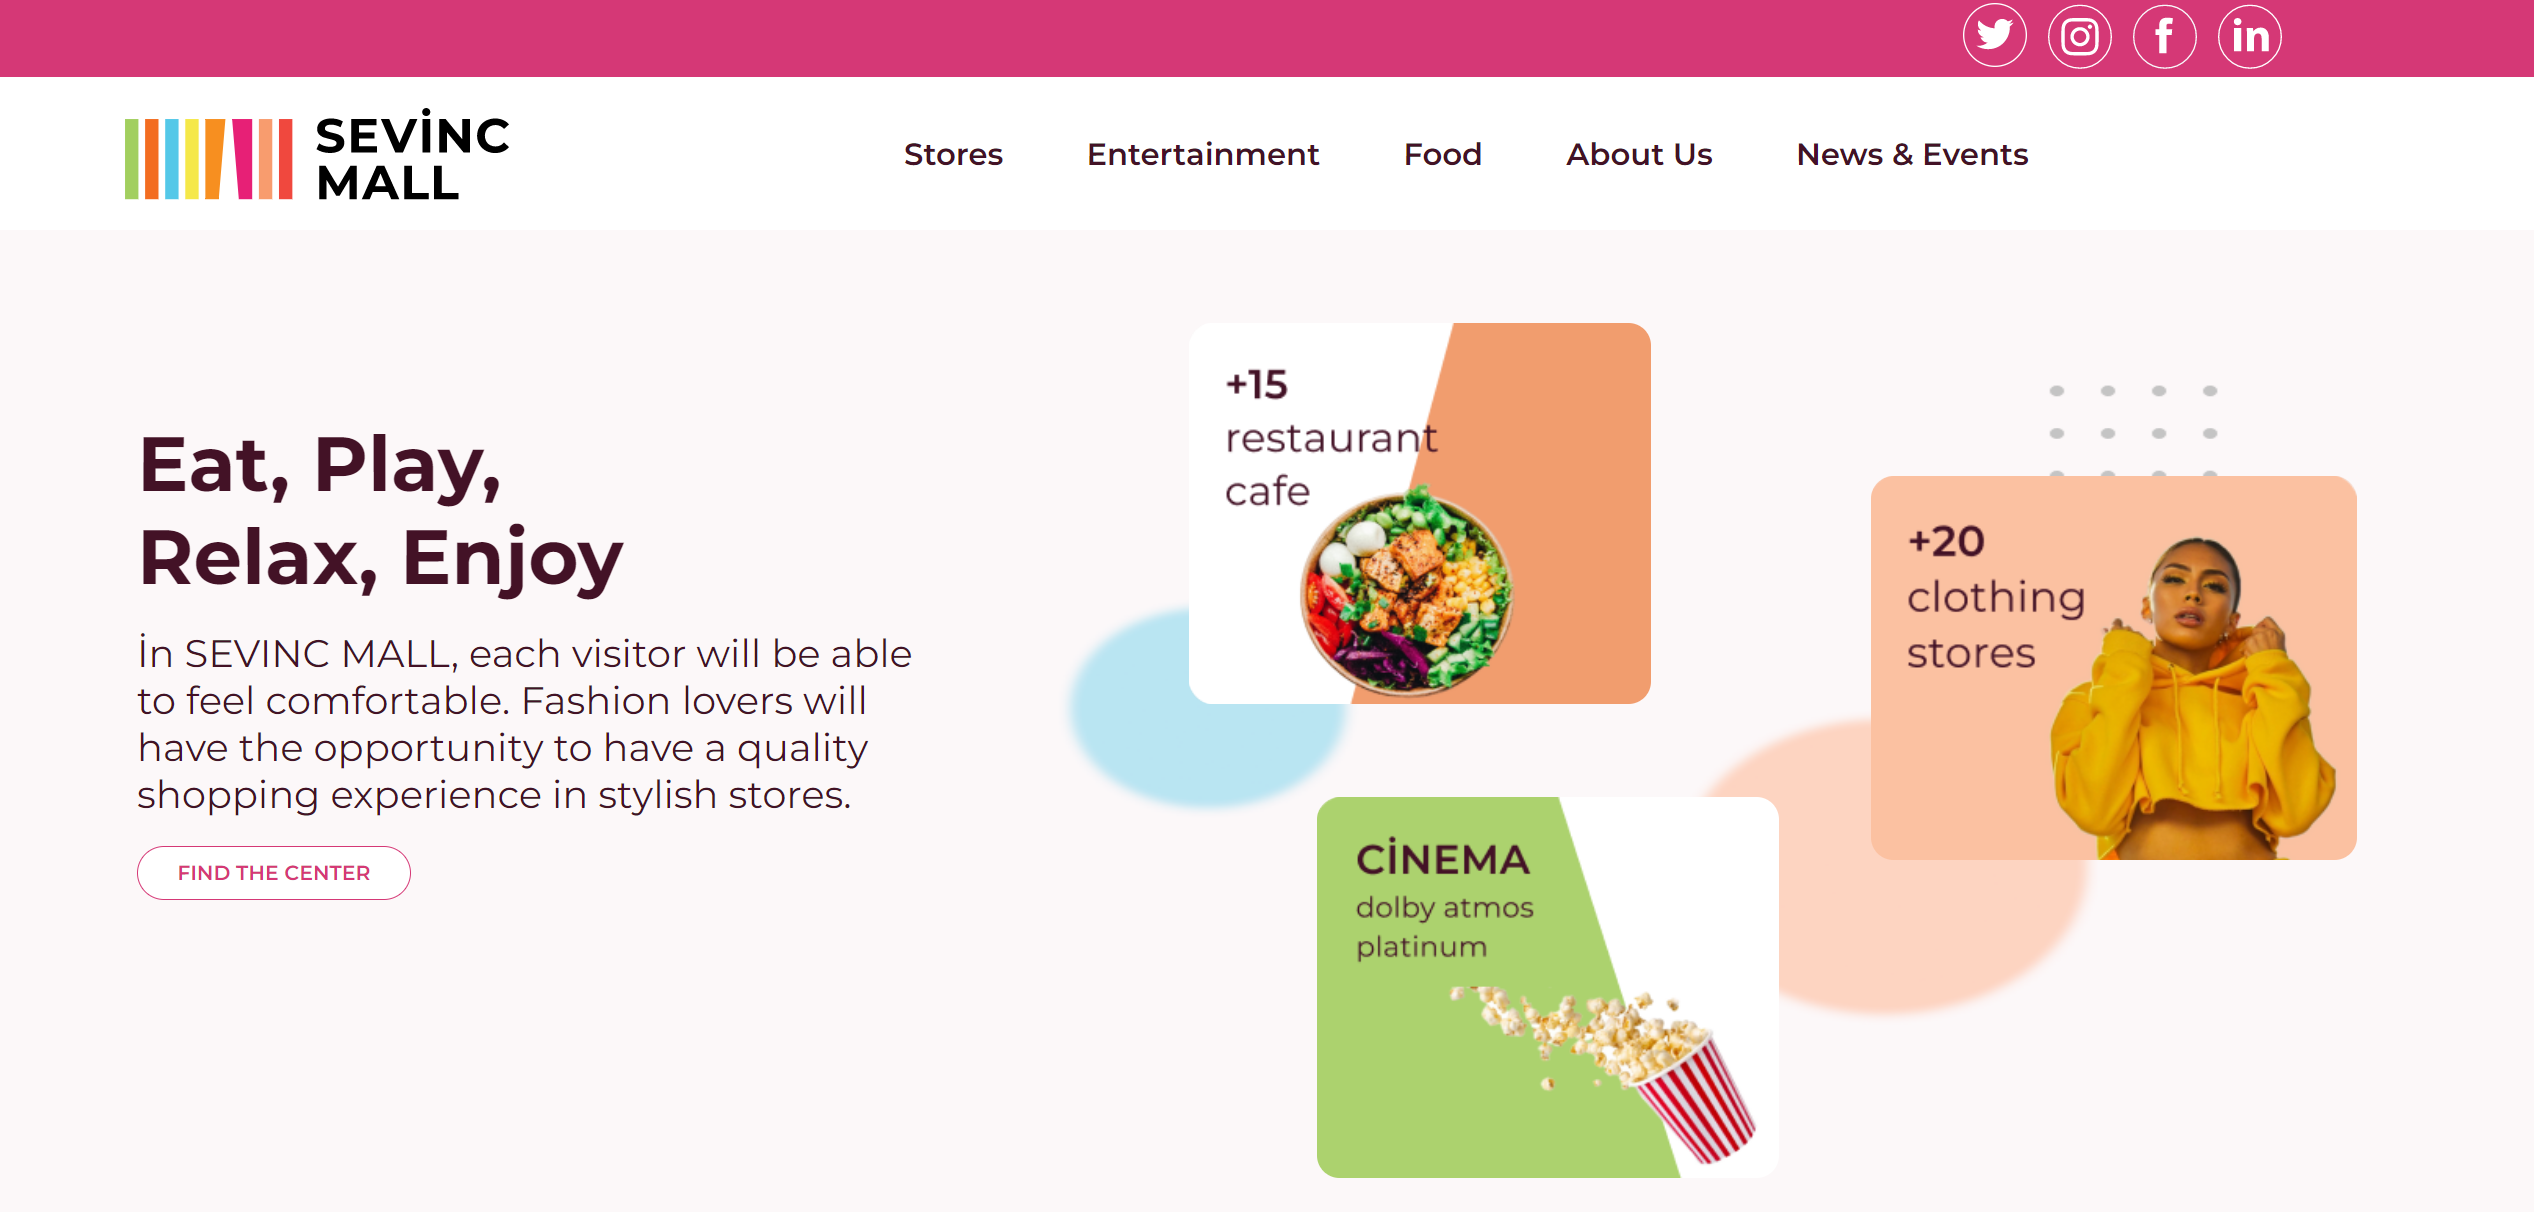 SEVİNC
MALL
Stores
Entertainment
Food
About Us
News & Events
Eat, Play,
Relax, Enjoy
İn SEVINC MALL, each visitor will be able
to feel comfortable. Fashion lovers will
have the opportunity to have a quality
shopping experience in stylish stores.
FIND THE CENTER
+15
restaurant
cafe
+20
clothing
stores
CİNEMA
dolby atmos
platinum